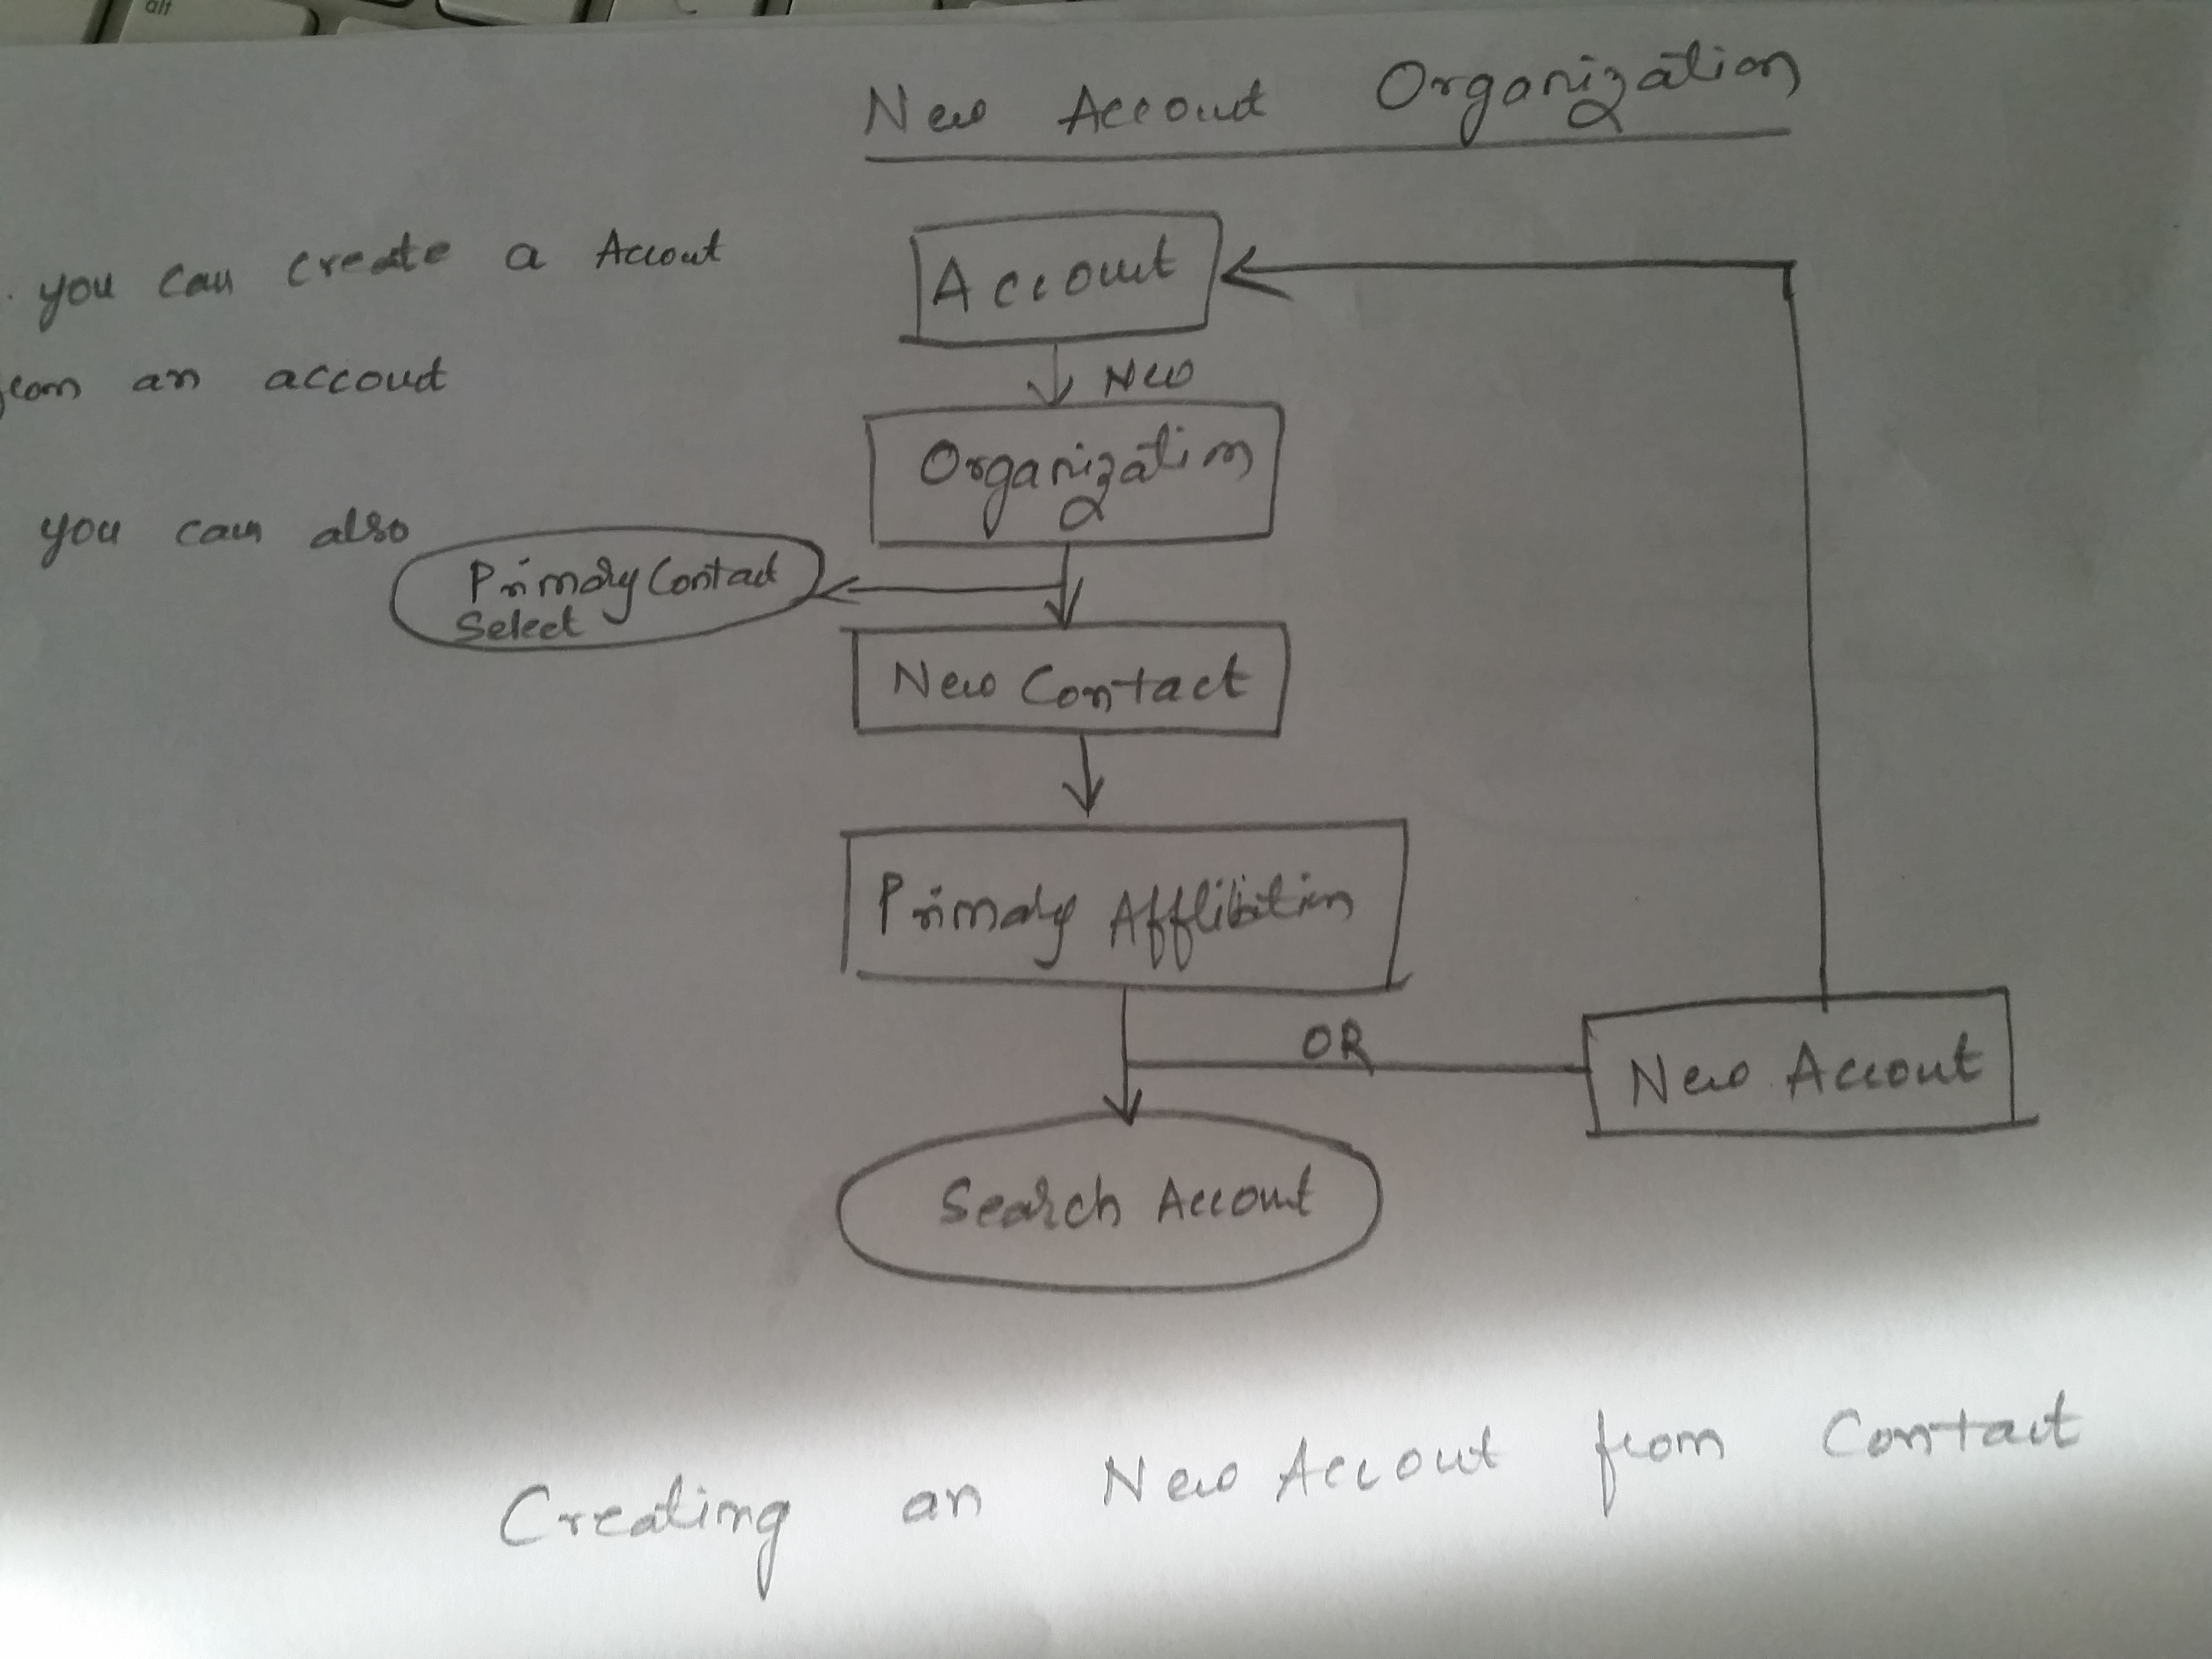 alt
New Account Organization
Account
New
Organization
Primary Contact
Select
New Contact
Primary Affilition
OR
New Account
Search Account
you can create a Account
from an account
you can also
Creating an New Account from Contact